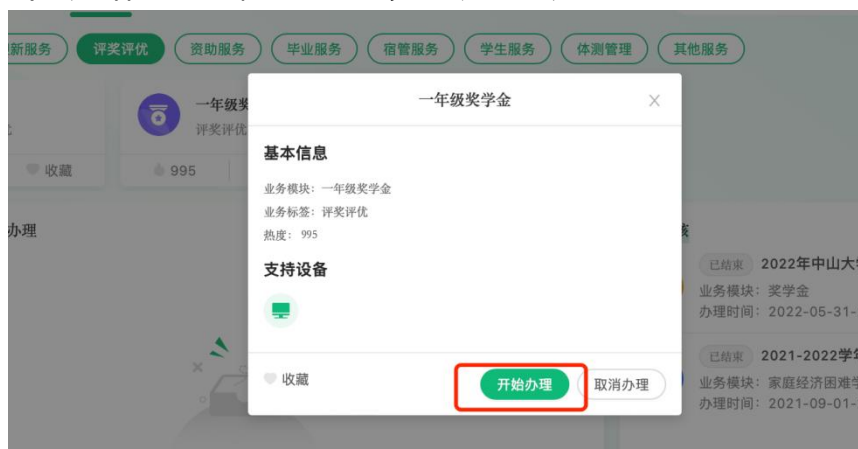 新服务 评奖评优 资助服务 毕业服务 宿管服务 学生服务 体测管理 其他服务
一年级奖
评奖评优
收藏 995
办理
一年级奖学金
基本信息
业务模块：一年级奖学金
业务标签：评奖评优
热度：995
支持设备
收藏 开始办理 取消办理
已结束 2022年中山大
业务模块：奖学金
办理时间：2022-05-31-
已结束 2021-2022学
业务模块：家庭经济困难
办理时间：2021-09-01-